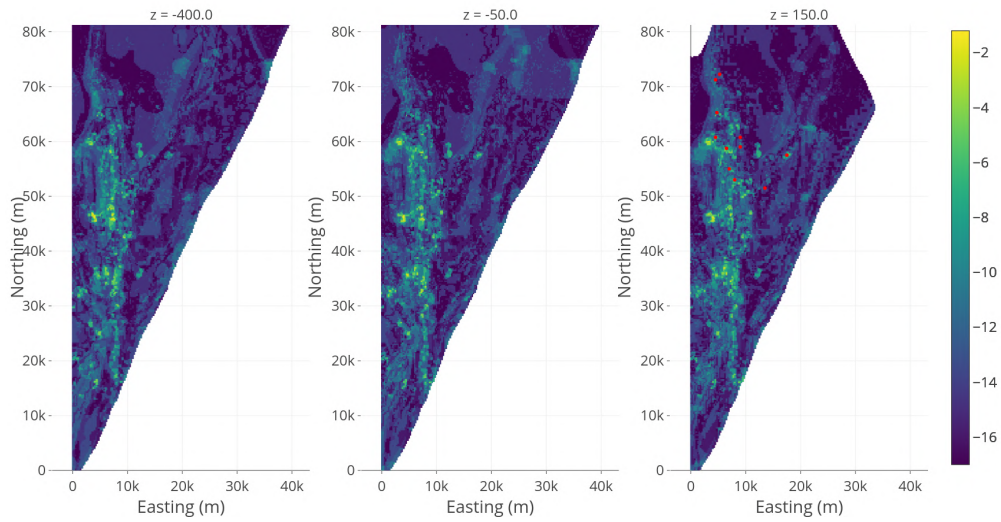 z = -400.0
z = -50.0
z = 150.0
80k
70k
60k
50k
40k
30k
20k
10k
0
Northing (m)
0
10k
20k
30k
40k
Easting (m)
80k
70k
60k
50k
40k
30k
20k
10k
0
Northing (m)
0
10k
20k
30k
40k
Easting (m)
80k
70k
60k
50k
40k
30k
20k
10k
0
Northing (m)
0
10k
20k
30k
40k
Easting (m)
−2
−4
−6
−8
−10
−12
−14
−16